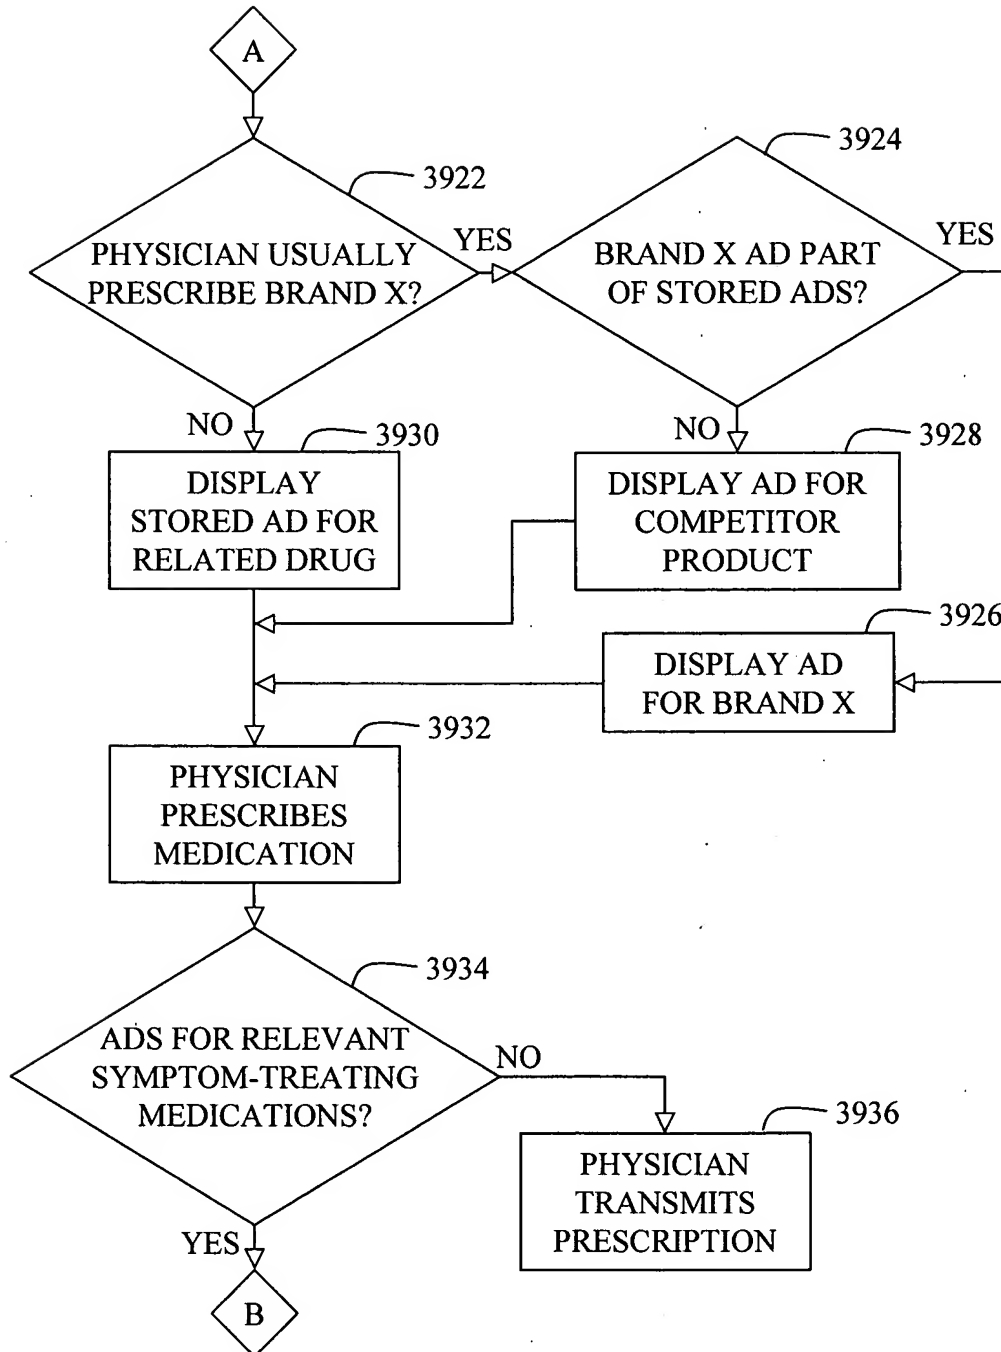 A
3922
PHYSICIAN USUALLY
PRESCRIBE BRAND X?
YES
3924
BRAND X AD PART
OF STORED ADS?
YES
NO
3930
DISPLAY
STORED AD FOR
RELATED DRUG
NO
3928
DISPLAY AD FOR
COMPETITOR
PRODUCT
3926
DISPLAY AD
FOR BRAND X
3932
PHYSICIAN
PRESCRIBES
MEDICATION
3934
ADS FOR RELEVANT
SYMPTOM-TREATING
MEDICATIONS?
NO
3936
PHYSICIAN
TRANSMITS
PRESCRIPTION
YES
B